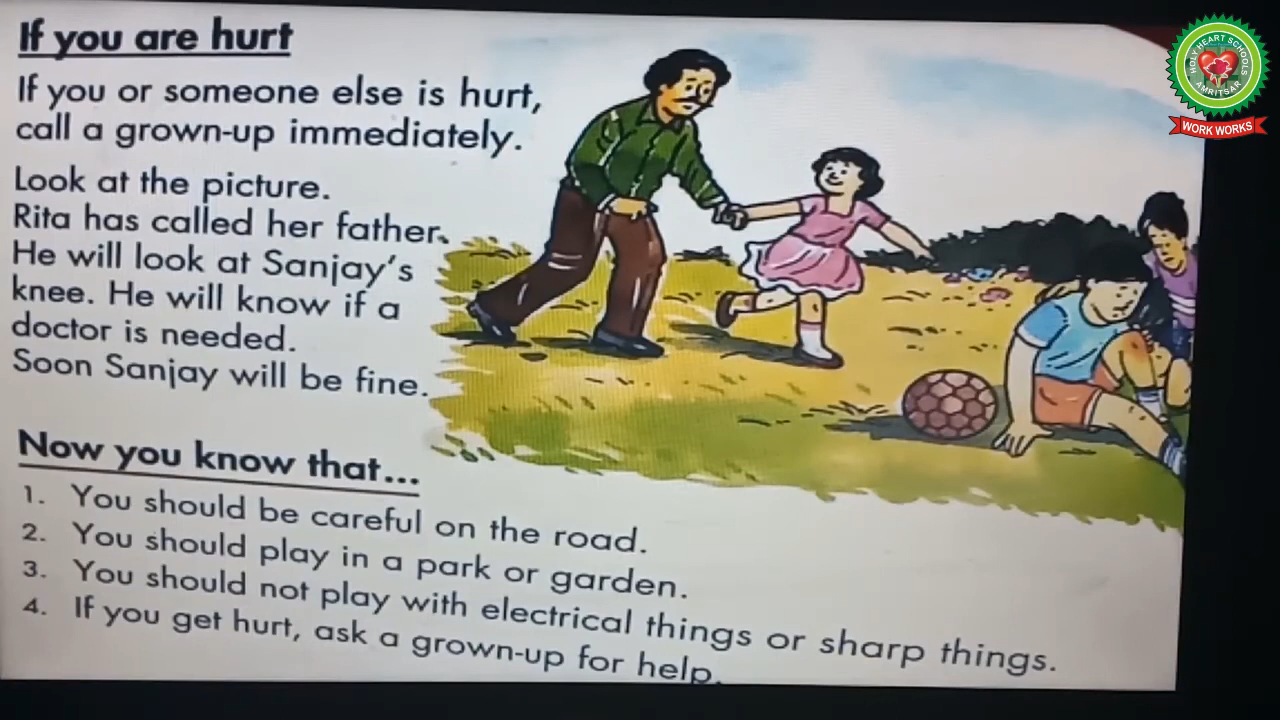 If you are hurt
If you or someone else is hurt,
call a grown-up immediately.
Look at the picture.
Rita has called her father.
He will look at Sanjay's
knee. He will know if a
doctor is needed.
Soon Sanjay will be fine.
Now you know that...
1. You should be careful on the road.
2. You should play in a park or garden.
3. You should not play with electrical things or sharp things.
4. If you get hurt, ask a grown-up for help.
HOLY HEART SCHOOLS
AMRITSAR
WORK WORKS